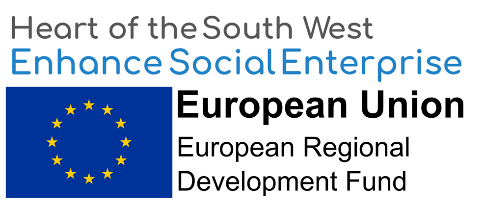 Heart of the South West
Enhance Social Enterprise
European Union
European Regional
Development Fund